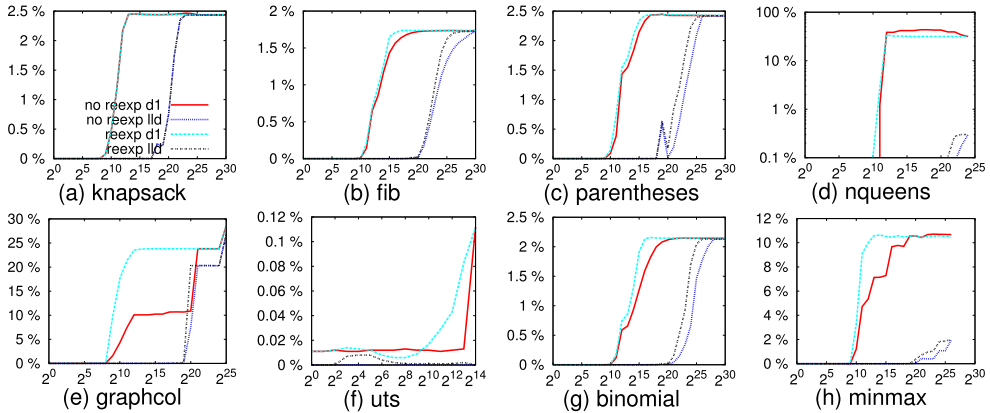 2.5 %
2 %
1.5 %
1 %
0.5 %
0 %
no reexp d1
no reexp lld
reexp d1
reexp lld
2^0 2^5 2^10 2^15 2^20 2^25 2^30
(a) knapsack
2 %
1.5 %
1 %
0.5 %
0 %
2^0 2^5 2^10 2^15 2^20 2^25 2^30
(b) fib
2.5 %
2 %
1.5 %
1 %
0.5 %
0 %
2^0 2^5 2^10 2^15 2^20 2^25 2^30
(c) parentheses
100 %
10 %
1 %
0.1 %
2^0 2^5 2^10 2^15 2^20 2^25
(d) nqueens
30 %
25 %
20 %
15 %
10 %
5 %
0 %
2^0 2^5 2^10 2^15 2^20 2^25 2^30
(e) graphcol
0.12 %
0.1 %
0.08 %
0.06 %
0.04 %
0.02 %
0 %
2^0 2^2 2^4 2^6 2^8 2^10 2^12 2^14
(f) uts
2.5 %
2 %
1.5 %
1 %
0.5 %
0 %
2^0 2^5 2^10 2^15 2^20 2^25 2^30
(g) binomial
12 %
10 %
8 %
6 %
4 %
2 %
0 %
2^0 2^5 2^10 2^15 2^20 2^25 2^30
(h) minmax